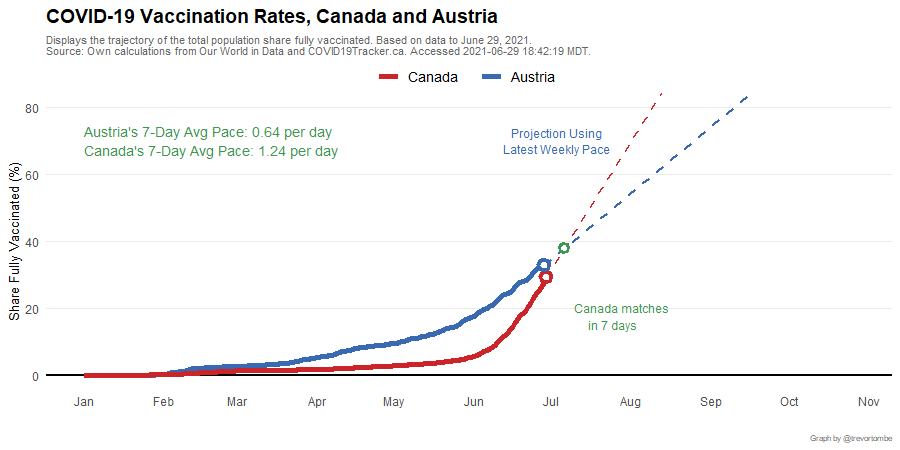 COVID-19 Vaccination Rates, Canada and Austria
Displays the trajectory of the total population share fully vaccinated. Based on data to June 29, 2021.
Source: Own calculations from Our World in Data and COVID19Tracker.ca. Accessed 2021-06-29 18:42:19 MDT.
Canada Austria
80
60
40
20
0
Share Fully Vaccinated (%)
Austria's 7-Day Avg Pace: 0.64 per day
Canada's 7-Day Avg Pace: 1.24 per day
Projection Using
Latest Weekly Pace
Canada matches
in 7 days
Jan Feb Mar Apr May Jun Jul Aug Sep Oct Nov
Graph by @trevortombe